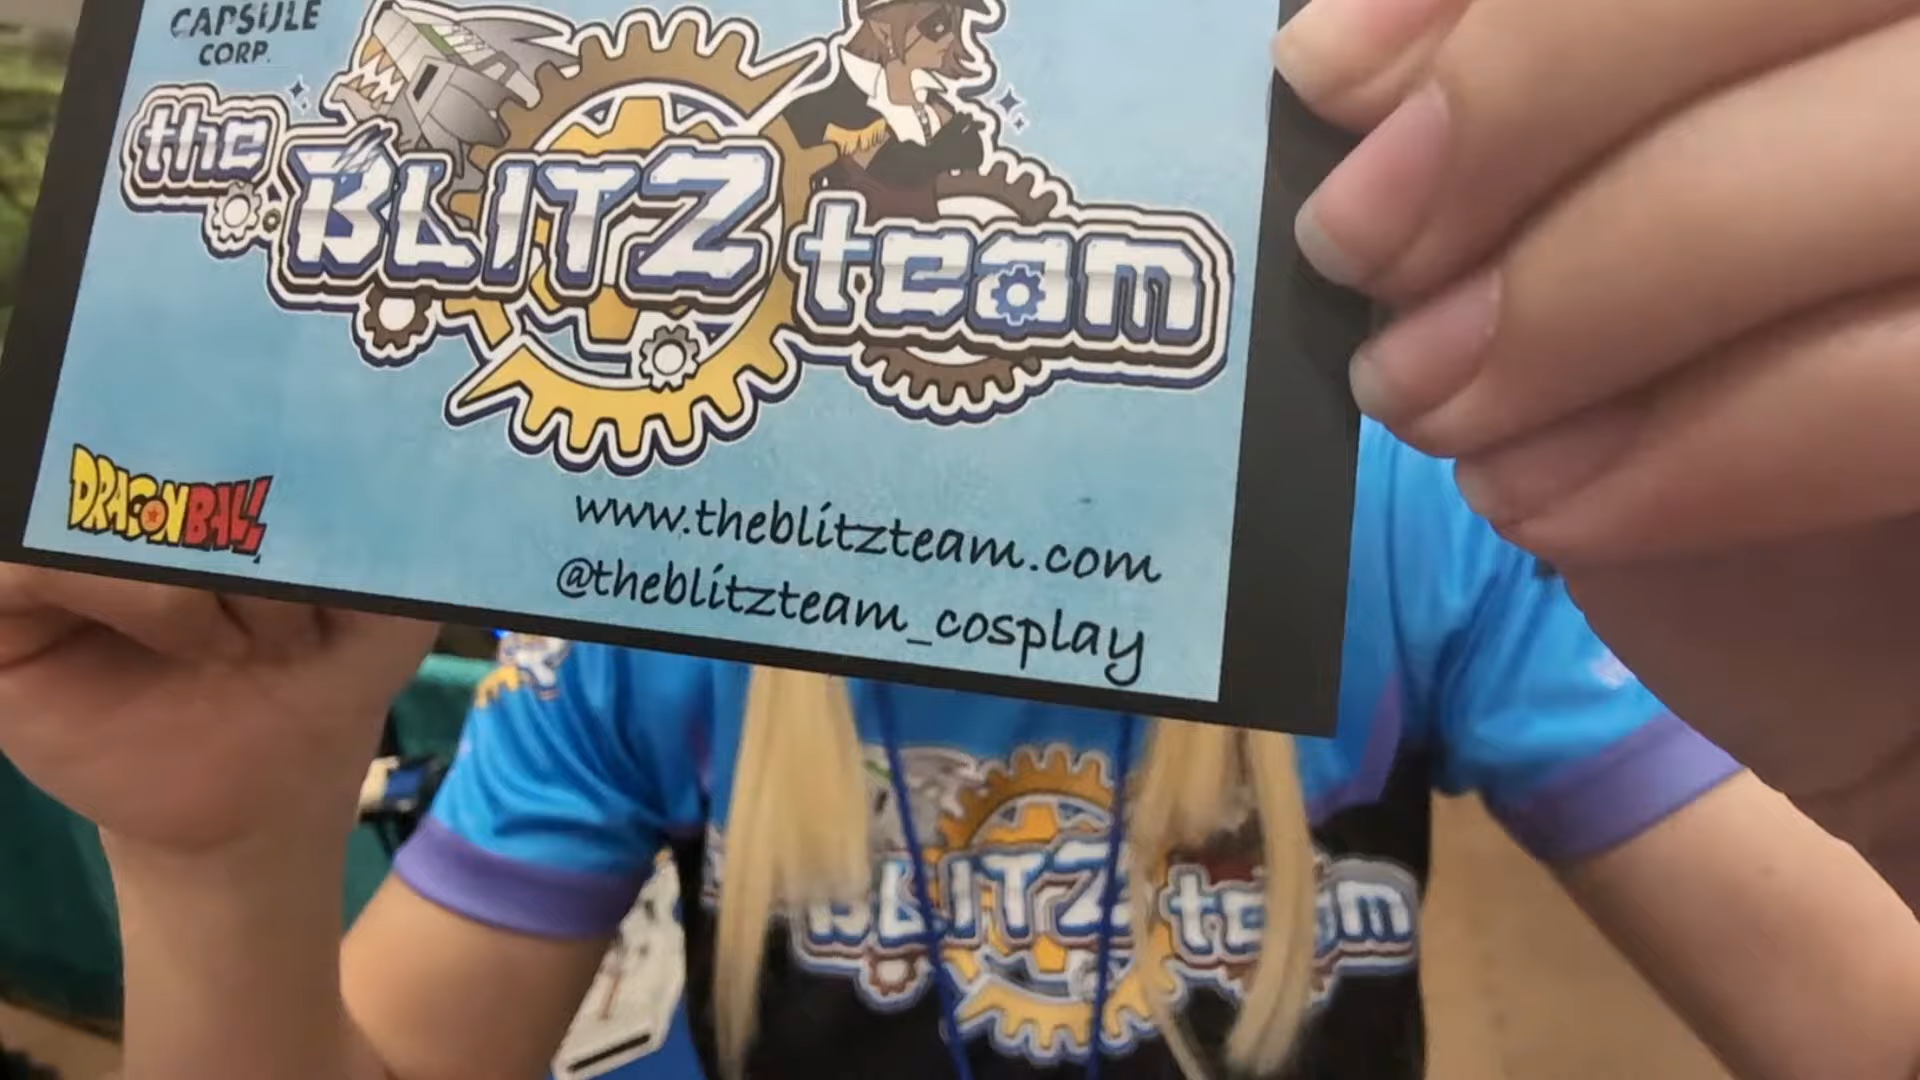 CAPSULE
CORP.
the BLITZ team
DRAGON BALL
www.theblitzteam.com
@theblitzteam_cosplay
BLITZ team